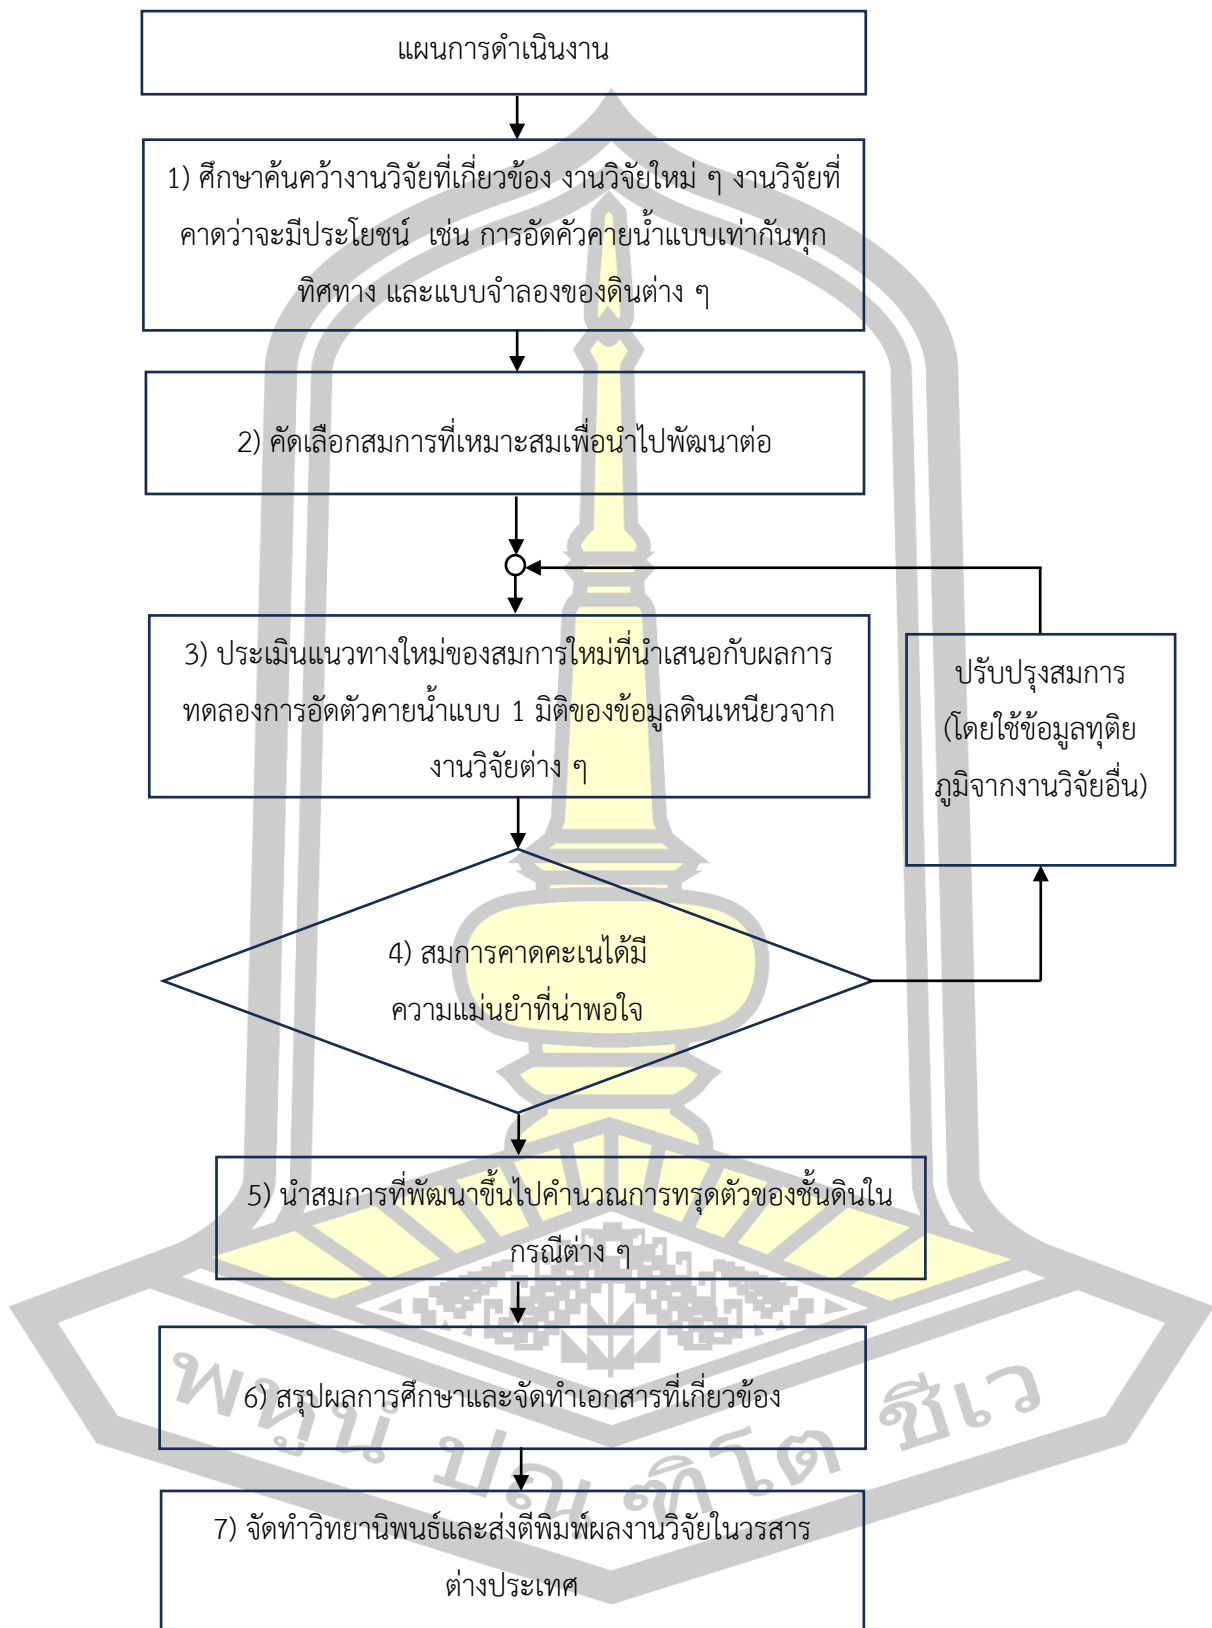 แผนการดำเนินงาน
1) ศึกษาค้นคว้างานวิจัยที่เกี่ยวข้อง งานวิจัยใหม่ ๆ งานวิจัยที่
คาดว่าจะมีประโยชน์ เช่น การอัดคัวคายน้ำแบบเท่ากันทุก
ทิศทาง และแบบจำลองของดินต่าง ๆ
2) คัดเลือกสมการที่เหมาะสมเพื่อนำไปพัฒนาต่อ
3) ประเมินแนวทางใหม่ของสมการใหม่ที่นำเสนอกับผลการ
ทดลองการอัดตัวคายน้ำแบบ 1 มิติของข้อมูลดินเหนียวจาก
งานวิจัยต่าง ๆ
ปรับปรุงสมการ
(โดยใช้ข้อมูลทุติย
ภูมิจากงานวิจัยอื่น)
4) สมการคาดคะเนได้มี
ความแม่นยำที่น่าพอใจ
5) นำสมการที่พัฒนาขึ้นไปคำนวณการทรุดตัวของชั้นดินใน
กรณีต่าง ๆ
6) สรุปผลการศึกษาและจัดทำเอกสารที่เกี่ยวข้อง
7) จัดทำวิทยานิพนธ์และส่งตีพิมพ์ผลงานวิจัยในวรสาร
ต่างประเทศ
พหูนํ ปณฺฑิโต ชีเว